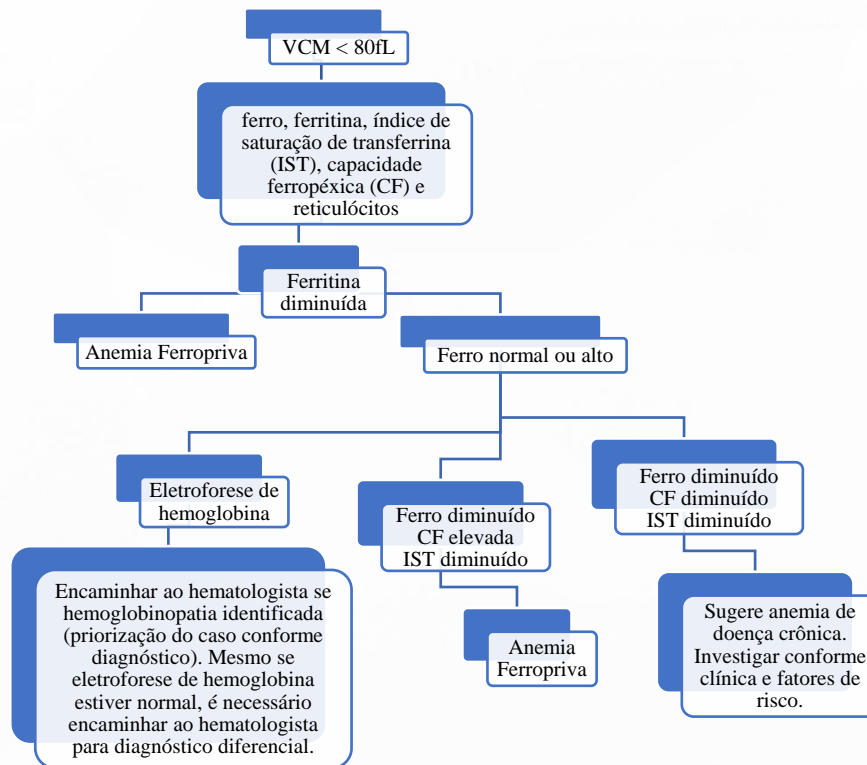 VCM < 80fL
ferro, ferritina, índice de
saturação de transferrina
(IST), capacidade
ferropéxica (CF) e
reticulócitos
Ferritina
diminuída
Anemia Ferropriva
Ferro normal ou alto
Eletroforese de
hemoglobina
Ferro diminuído
CF elevada
IST diminuído
Ferro diminuído
CF diminuído
IST diminuído
Encaminhar ao hematologista se
hemoglobinopatia identificada
(priorização do caso conforme
diagnóstico). Mesmo se
eletroforese de hemoglobina
estiver normal, é necessário
encaminhar ao hematologista
para diagnóstico diferencial.
Anemia
Ferropriva
Sugere anemia de
doença crônica.
Investigar conforme
clínica e fatores de
risco.